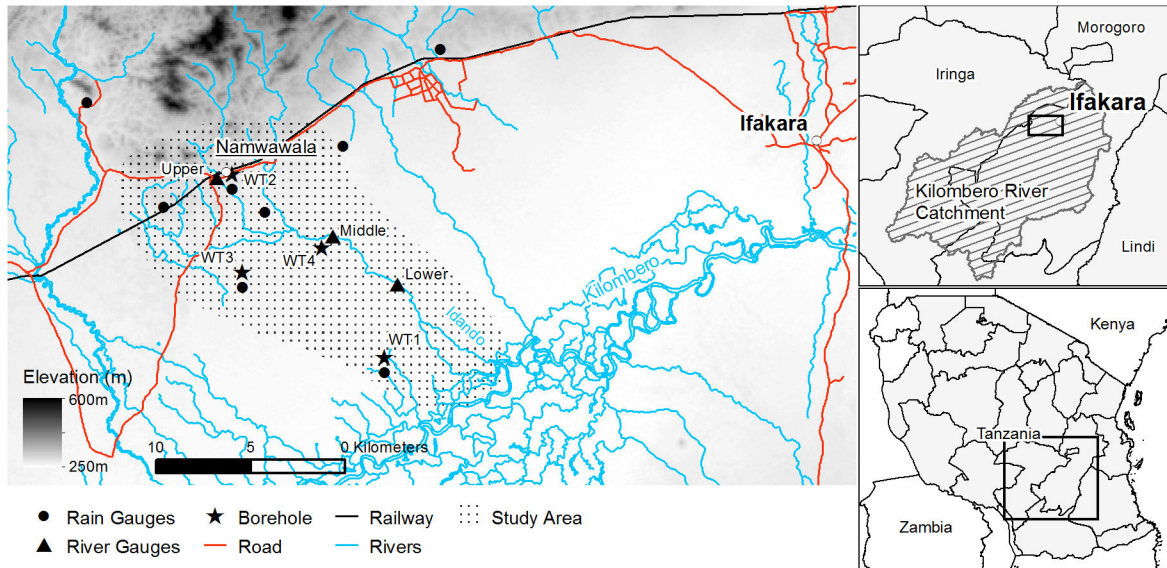 Namwawala
Upper
WT2
Middle
WT3
WT4
Lower
WT1
Idando
Kilombero
Ifakara
Elevation (m)
600m
250m
10
5
0 Kilometers
Rain Gauges
Borehole
Railway
Study Area
River Gauges
Road
Rivers
Morogoro
Iringa
Ifakara
Kilombero River
Catchment
Lindi
Kenya
Tanzania
Zambia